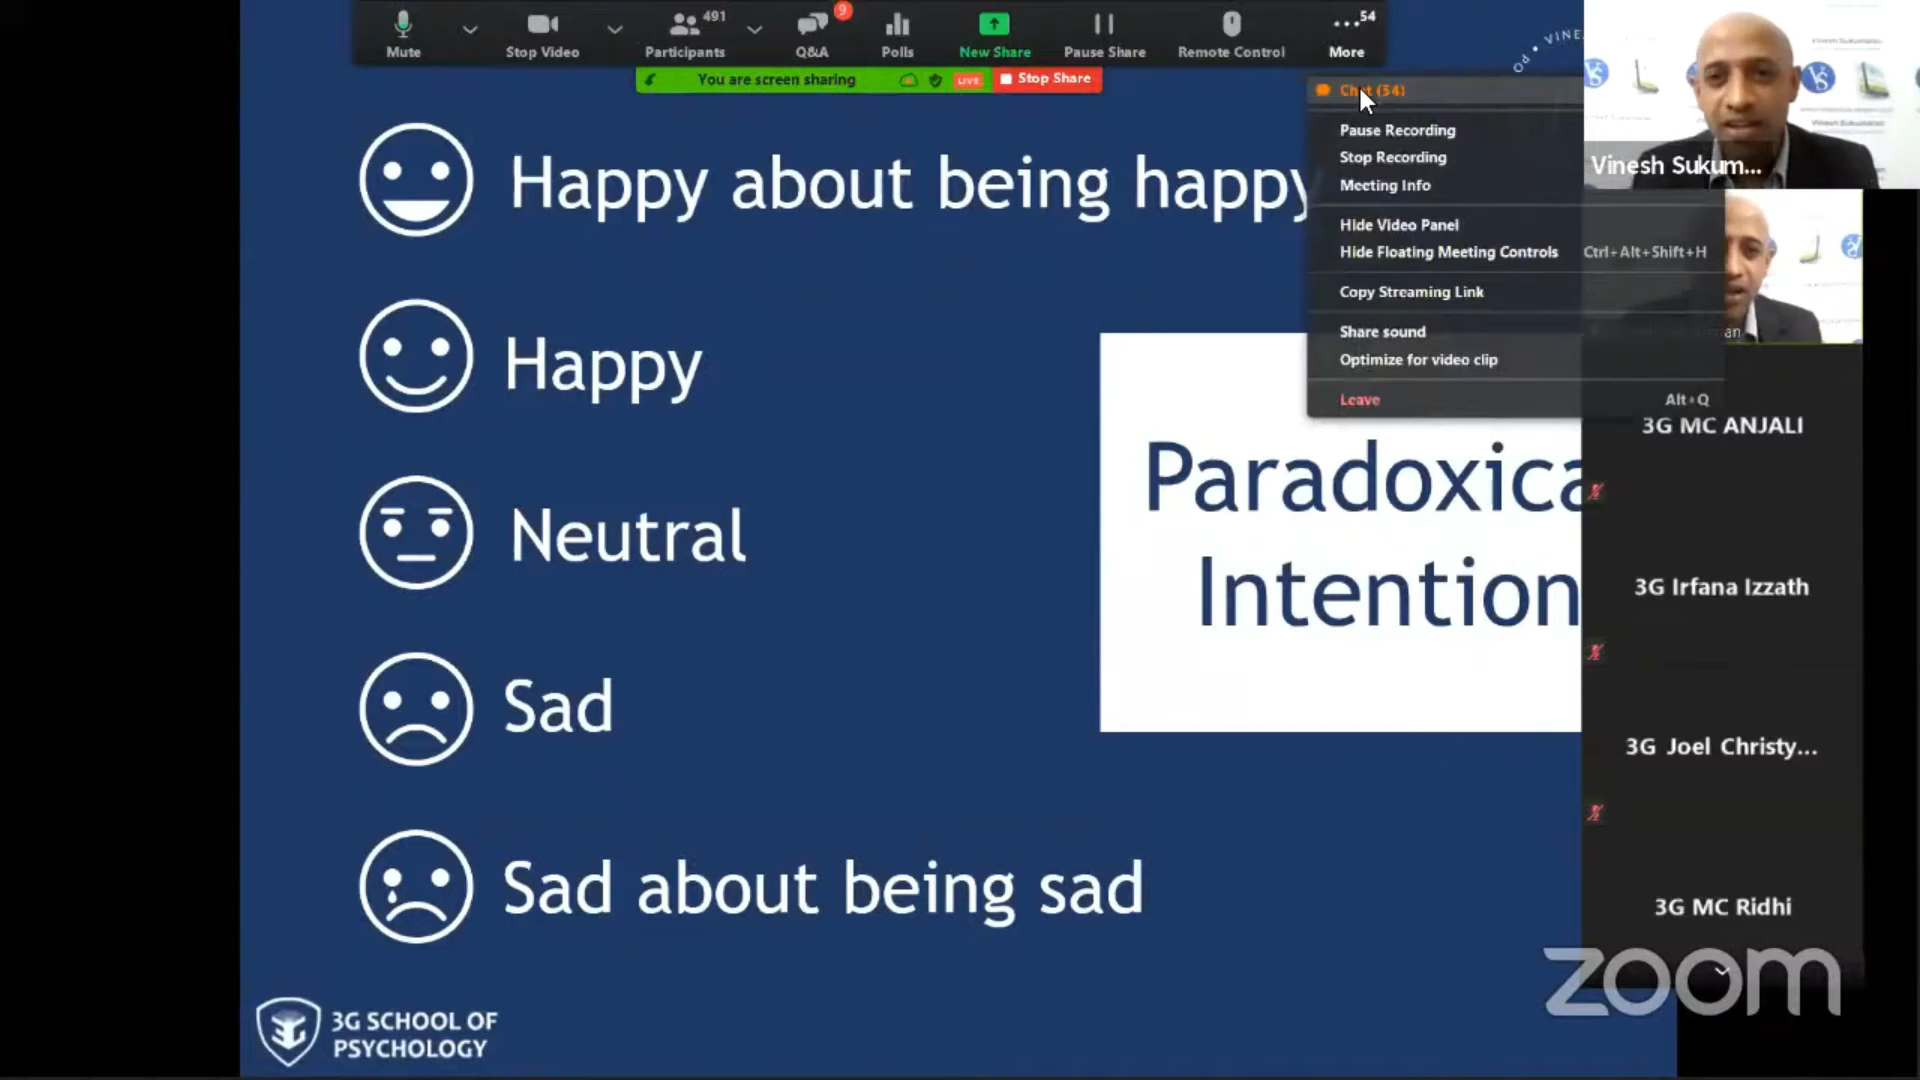 Mute
Stop Video
491
Participants
9
Q&A
Polls
New Share
Pause Share
Remote Control
54
More
You are screen sharing
LIVE
Stop Share
Chat (54)
Pause Recording
Stop Recording
Meeting Info
Hide Video Panel
Hide Floating Meeting Controls Ctrl+Alt+Shift+H
Copy Streaming Link
Share sound
Optimize for video clip
Leave Alt+Q
Vinesh Sukum...
Vinesh Sukumaran
Happy about being happy
Happy
Neutral
Sad
Sad about being sad
Paradoxica
Intention
3G MC ANJALI
3G Irfana Izzath
3G Joel Christy...
3G MC Ridhi
3G SCHOOL OF
PSYCHOLOGY
zoom